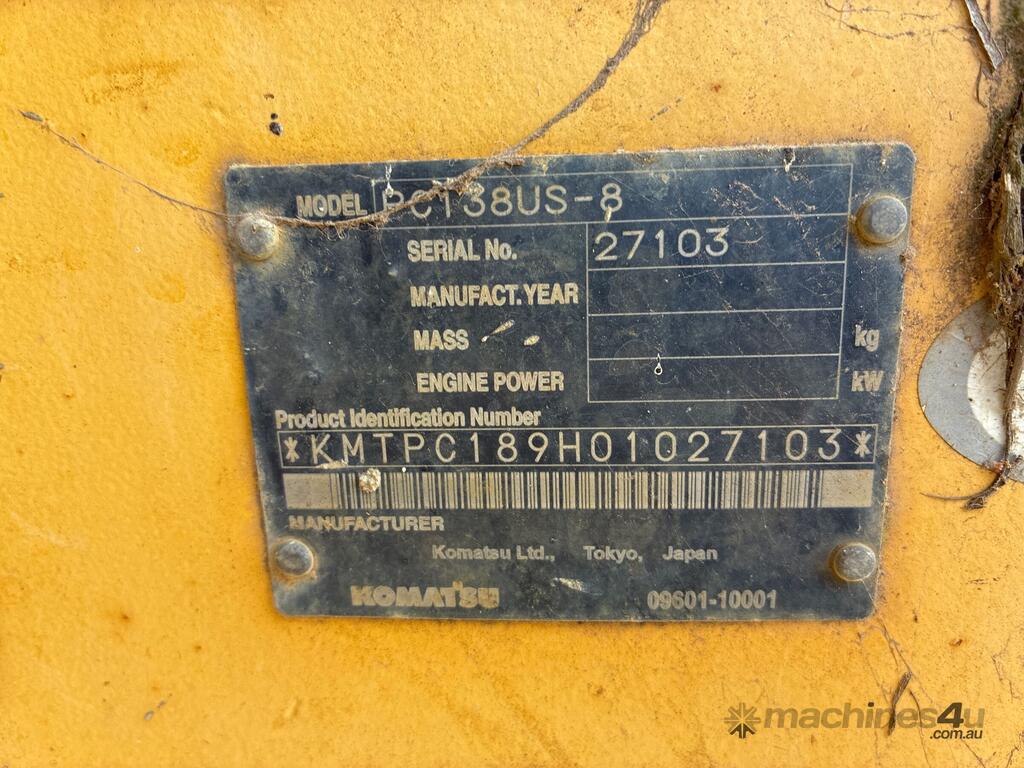 MODEL PC138US-8
SERIAL No. 27103
MANUFACT.YEAR
MASS kg
ENGINE POWER kW
Product Identification Number
*KMTPC189H01027103*
MANUFACTURER
Komatsu Ltd., Tokyo, Japan
KOMATSU 09601-10001
machines4u
.com.au